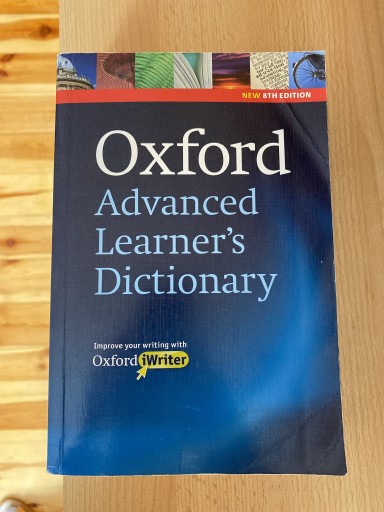 NEW 8TH EDITION
Oxford
Advanced
Learner's
Dictionary
Improve your writing with
Oxford iWriter